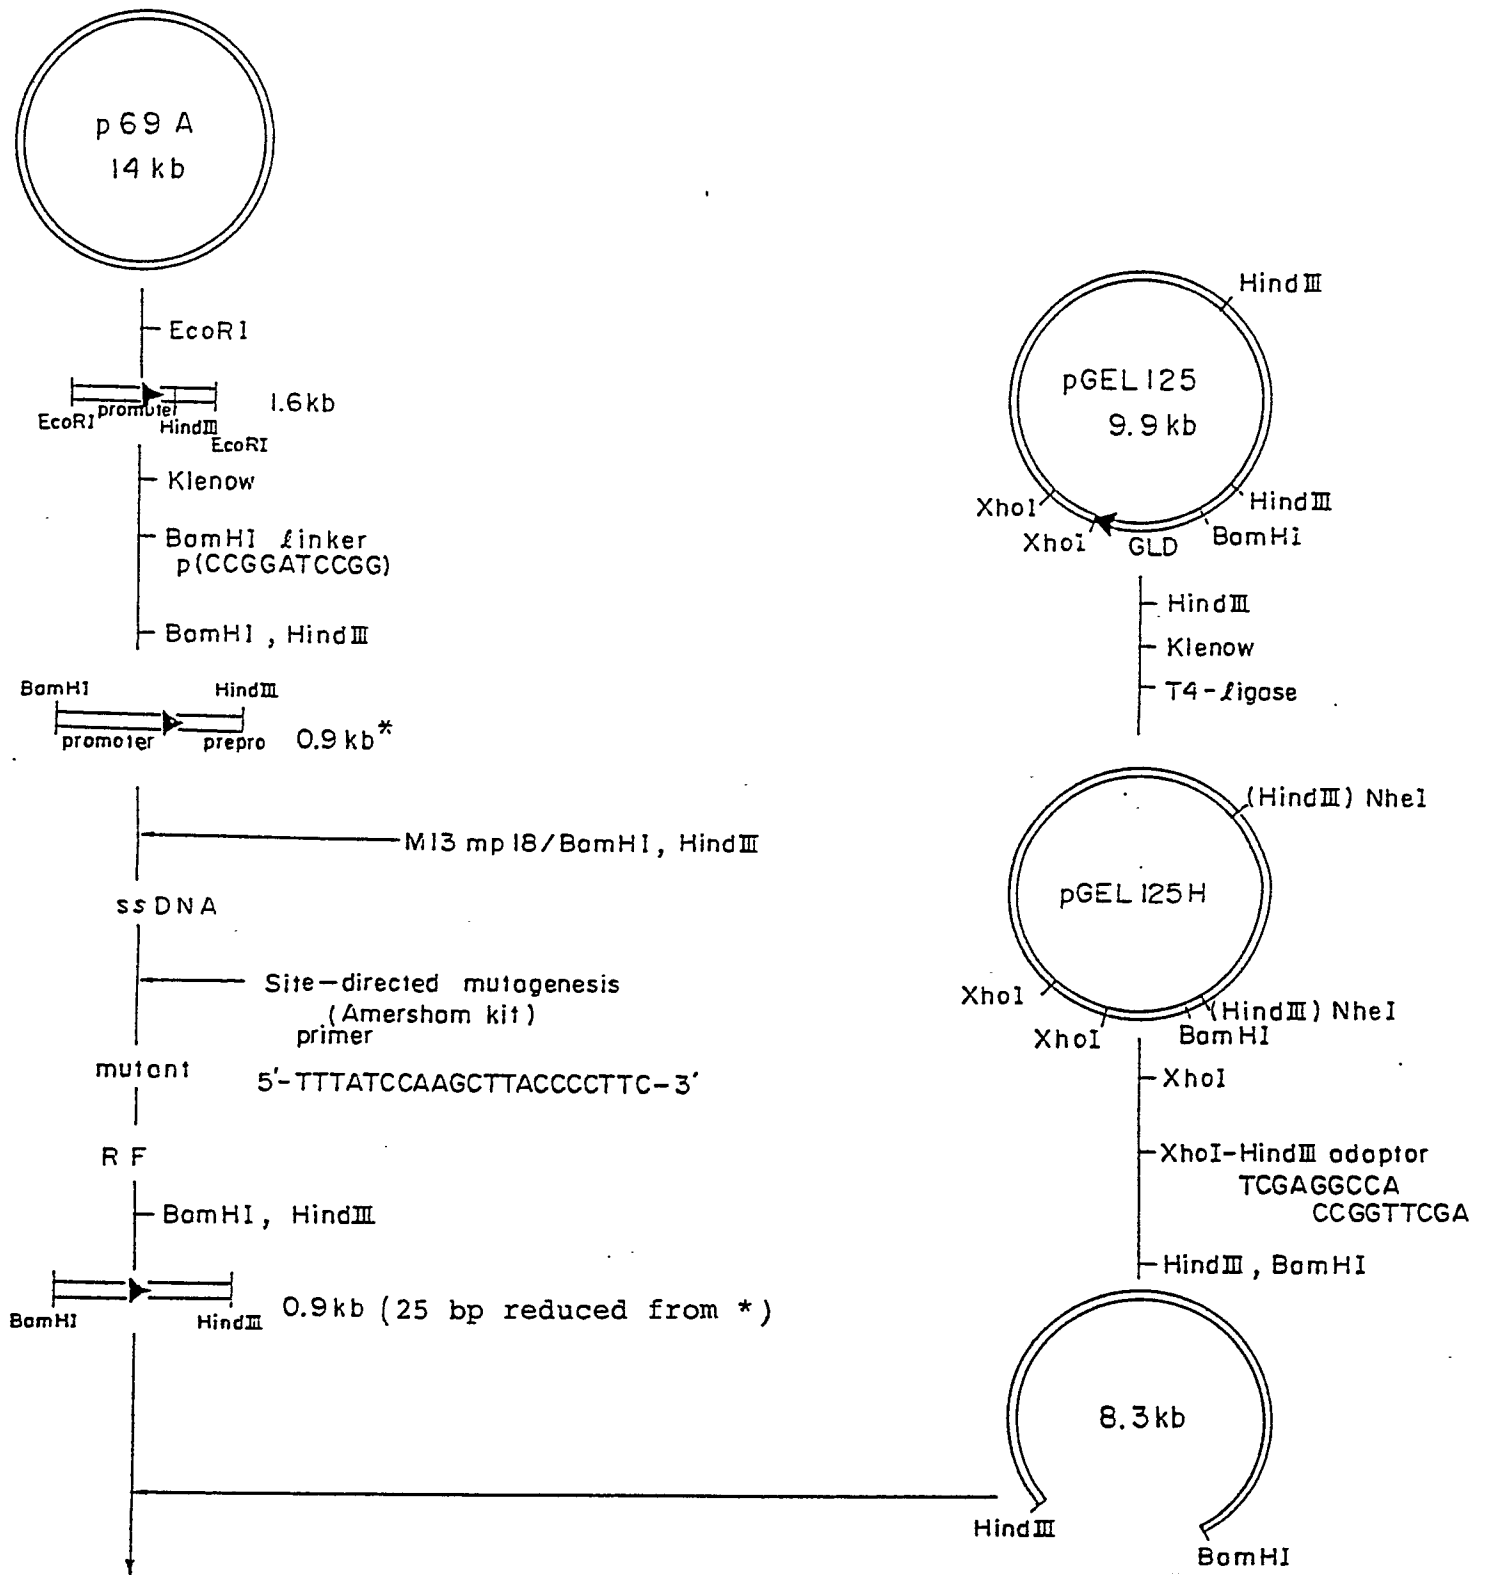 p69A
14 kb
EcoRI
EcoRI
promoter
HindⅢ
EcoRI
1.6kb
Klenow
BamHI linker
p(CCGGATCCGG)
BamHI, HindⅢ
BamHI
HindⅢ
promoter
prepro
0.9 kb*
M13 mp18/BamHI, HindⅢ
ssDNA
Site-directed mutagenesis
(Amersham kit)
primer
mutant
5'-TTTATCCAAGCTTACCCCTTC-3'
RF
BamHI, HindⅢ
BamHI
HindⅢ
0.9kb (25 bp reduced from *)
HindⅢ
pGEL125
9.9 kb
XhoI
XhoI
GLD
HindⅢ
BamHI
HindⅢ
Klenow
T4-ligase
(HindⅢ) NheI
pGEL125H
XhoI
XhoI
(HindⅢ) NheI
BamHI
XhoI
XhoI-HindⅢ adaptor
TCGAGGCCA
CCGGTTCGA
HindⅢ, BamHI
8.3kb
HindⅢ
BamHI